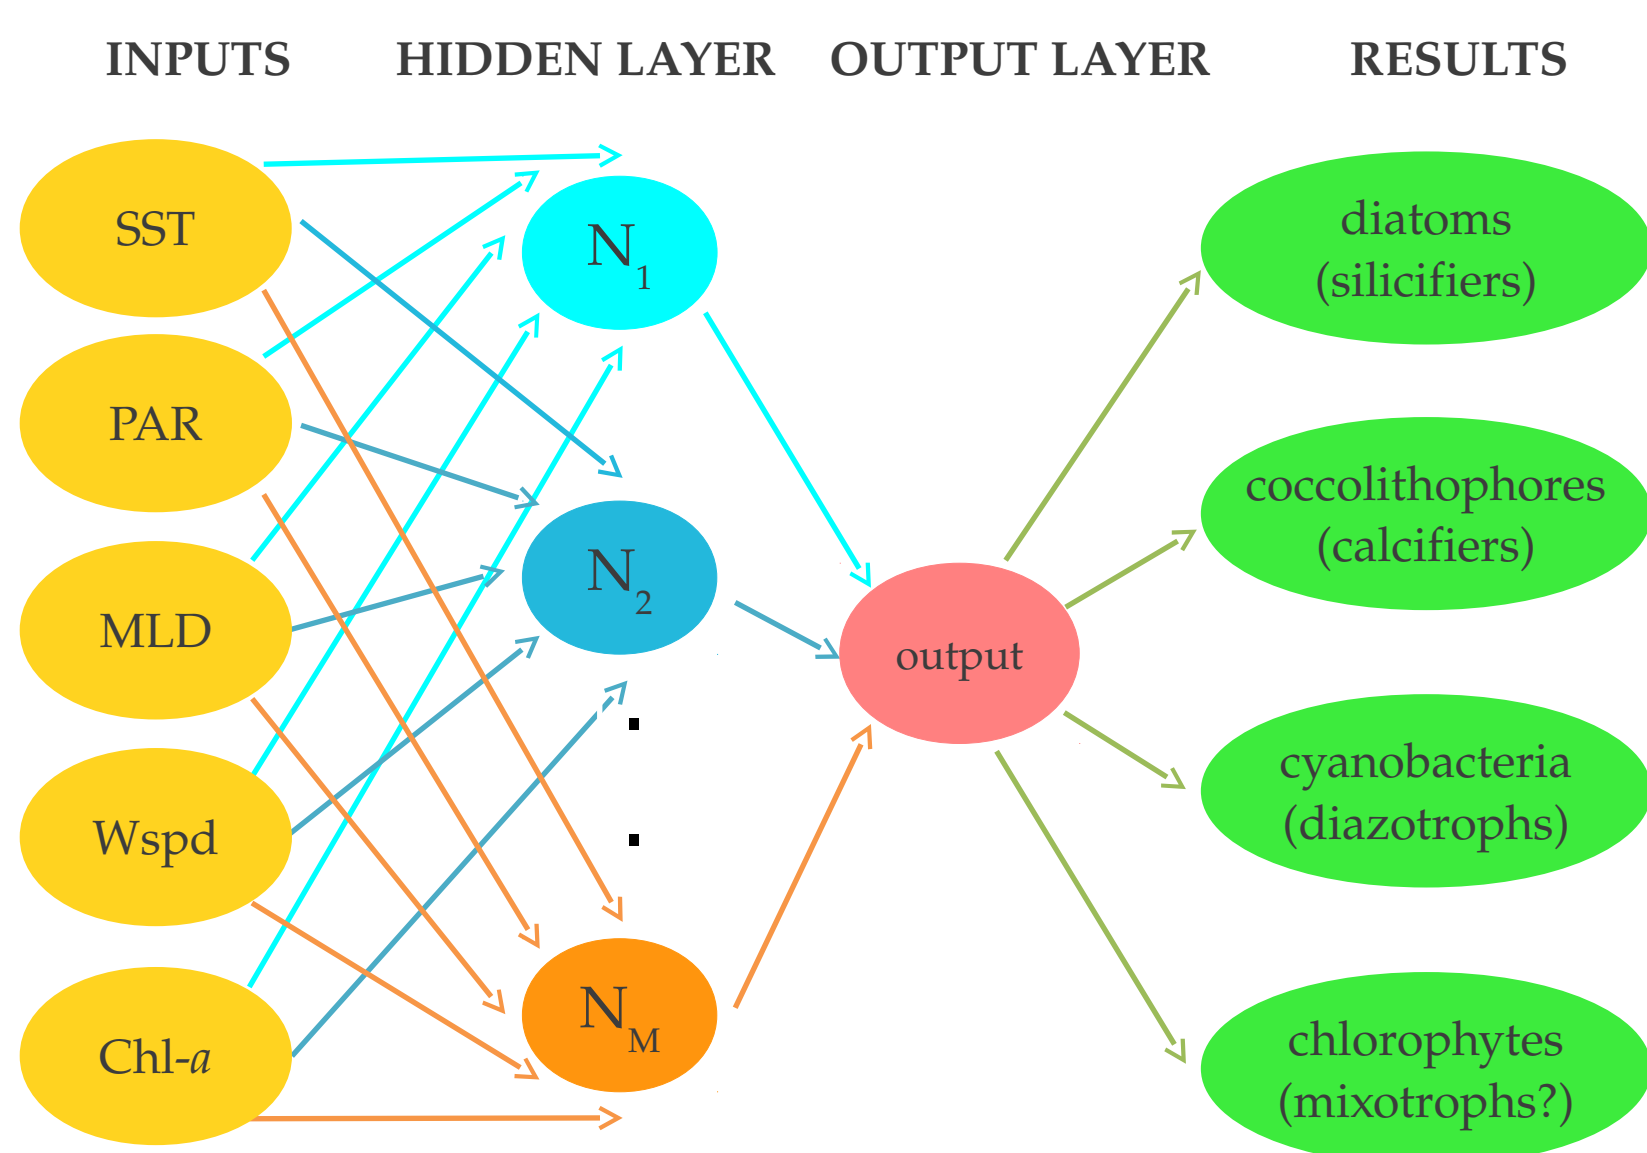 INPUTS HIDDEN LAYER OUTPUT LAYER RESULTS
SST
PAR
MLD
Wspd
Chl-a
N1
N2
NM
output
diatoms
(silicifiers)
coccolithophores
(calcifiers)
cyanobacteria
(diazotrophs)
chlorophytes
(mixotrophs?)